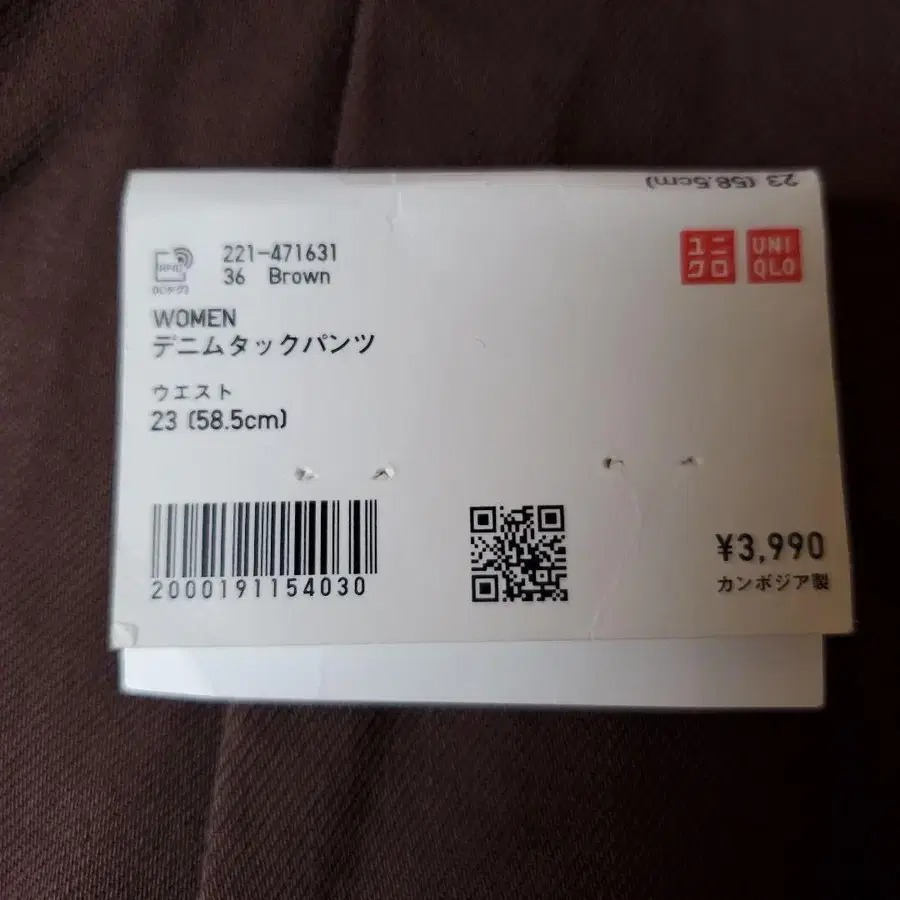 23 (58.5cm)
221-471631
36 Brown
ユニクロ
UNI
QLO
RFID
WOMEN
デニムタックパンツ
ウエスト
23 (58.5cm)
2000191154030
¥3,990
カンボジア製